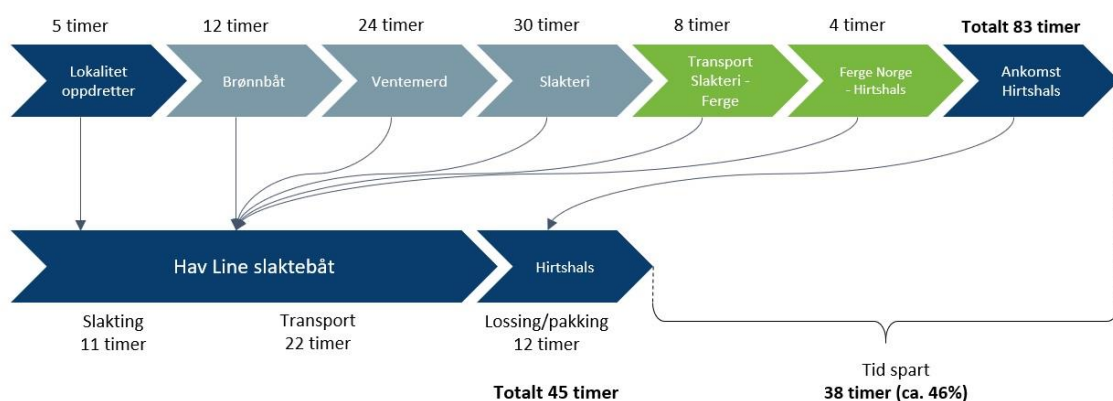 5 timer
12 timer
24 timer
30 timer
8 timer
4 timer
Totalt 83 timer
Lokalitet
oppdretter
Brønnbåt
Ventemerd
Slakteri
Transport
Slakteri -
Ferge
Ferge Norge
- Hirtshals
Ankomst
Hirtshals
Hav Line slaktebåt
Hirtshals
Slakting
11 timer
Transport
22 timer
Lossing/pakking
12 timer
Totalt 45 timer
Tid spart
38 timer (ca. 46%)